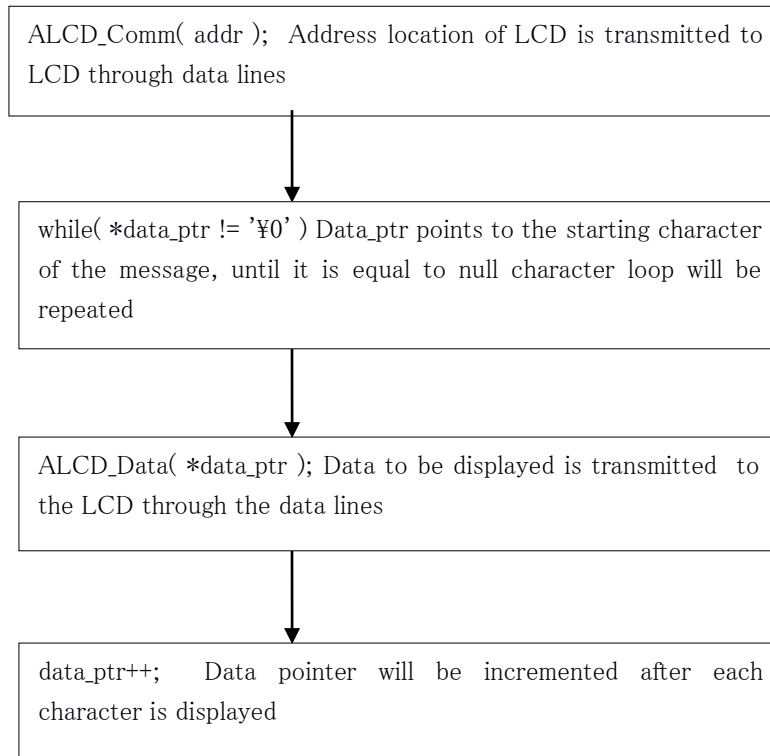 ALCD_Comm( addr ); Address location of LCD is transmitted to
LCD through data lines
while( *data_ptr != '¥0' ) Data_ptr points to the starting character
of the message, until it is equal to null character loop will be
repeated
ALCD_Data( *data_ptr ); Data to be displayed is transmitted to
the LCD through the data lines
data_ptr++; Data pointer will be incremented after each
character is displayed